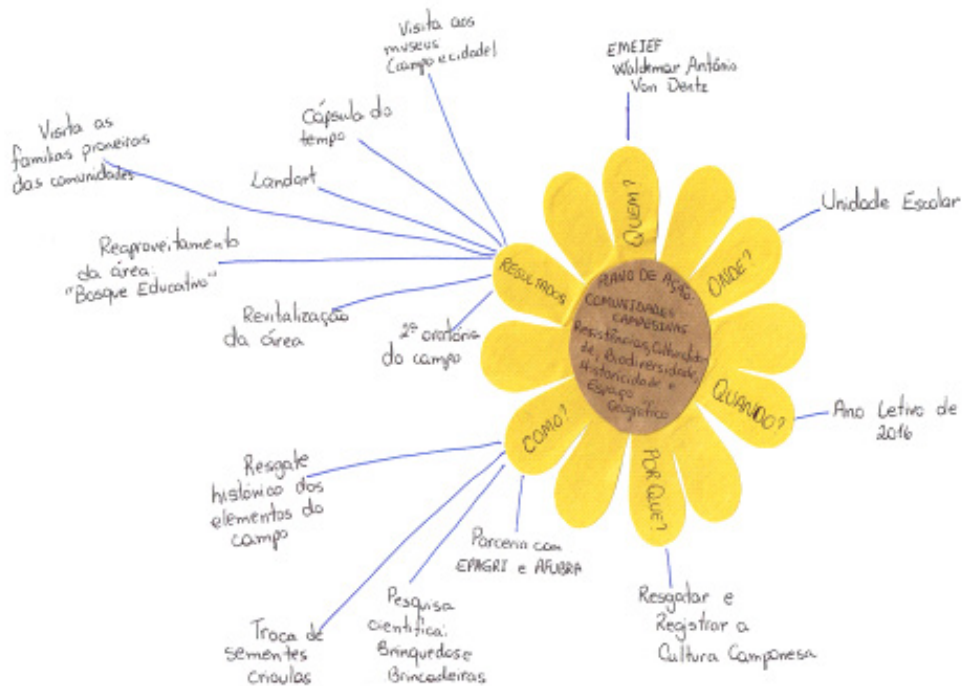 Visita aos
museus
(campo e cidade)
EMEIEF
Waldemar Antônio
Von Dentz
Cápsula do
tempo
Visita as
famílias pioneiras
das comunidades
Landart
Reaproveitamento
da área:
"Bosque Educativo"
Revitalização
da área
2ª oratória
do campo
RESULTADOS
QUEM?
ONDE?
Unidade Escolar
PLANO DE AÇÃO:
COMUNIDADES
CAMPESINAS
Biodiversidade,
Historicidade e
Espaço
Geográfico
QUANDO?
Ano Letivo de
2016
POR QUE?
Resgatar e
Registrar a
Cultura Camponesa
COMO?
Resgate
histórico dos
elementos do
campo
Troca de
sementes
crioulas
Pesquisa
científica:
Brinquedos e
Brincadeiras
Parceria com
EPAGRI e AFUBRA